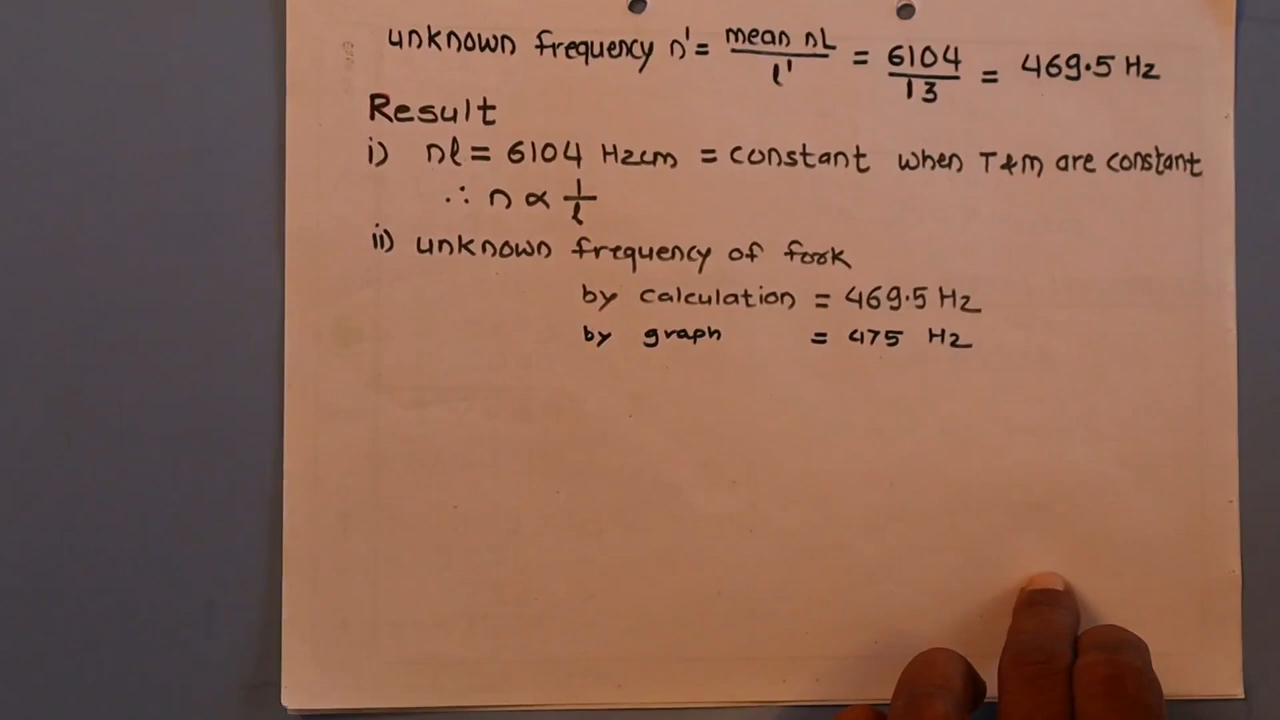 unknown frequency n' = mean nL / l' = 6104 / 13 = 469.5 Hz
Result
i) nl = 6104 Hzcm = constant when T & m are constant
∴ n ∝ 1/l
ii) unknown frequency of fork
by calculation = 469.5 Hz
by graph = 475 Hz